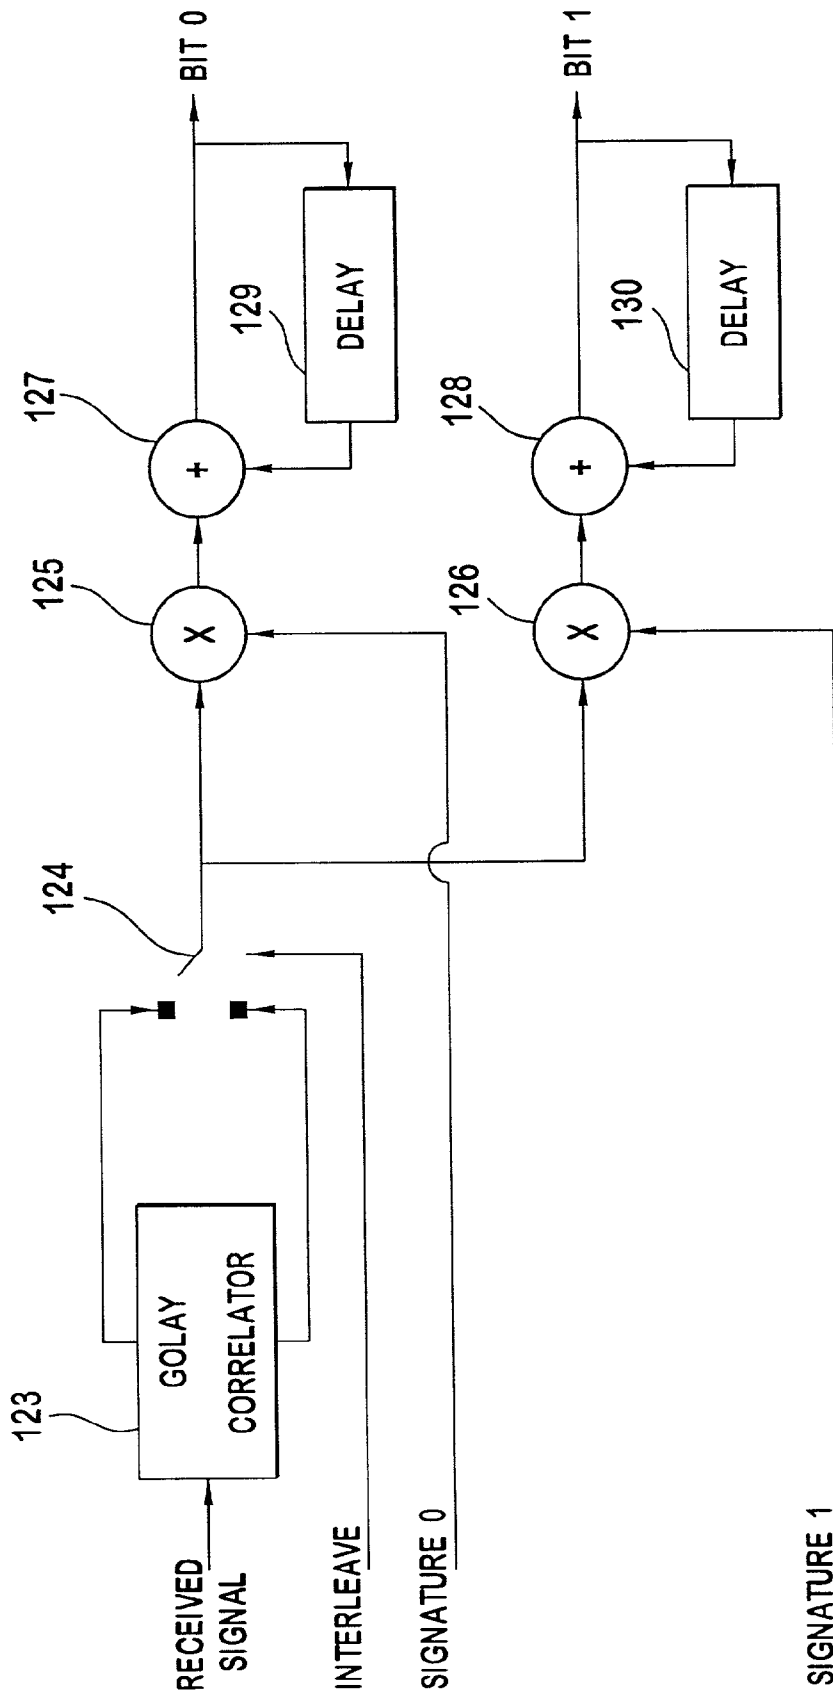 RECEIVED
SIGNAL
123
GOLAY
CORRELATOR
124
125
X
127
+
129
DELAY
BIT 0
INTERLEAVE
SIGNATURE 0
126
X
128
+
130
DELAY
BIT 1
SIGNATURE 1